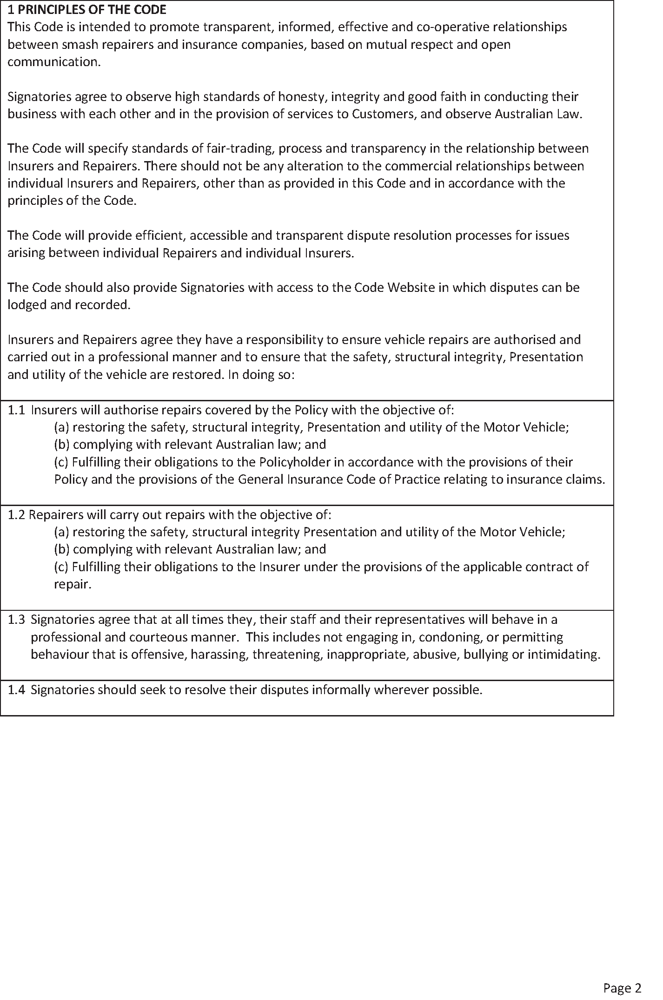 1 PRINCIPLES OF THE CODE
This Code is intended to promote transparent, informed, effective and co-operative relationships
between smash repairers and insurance companies, based on mutual respect and open
communication.
Signatories agree to observe high standards of honesty, integrity and good faith in conducting their
business with each other and in the provision of services to Customers, and observe Australian Law.
The Code will specify standards of fair-trading, process and transparency in the relationship between
Insurers and Repairers. There should not be any alteration to the commercial relationships between
individual Insurers and Repairers, other than as provided in this Code and in accordance with the
principles of the Code.
The Code will provide efficient, accessible and transparent dispute resolution processes for issues
arising between individual Repairers and individual Insurers.
The Code should also provide Signatories with access to the Code Website in which disputes can be
lodged and recorded.
Insurers and Repairers agree they have a responsibility to ensure vehicle repairs are authorised and
carried out in a professional manner and to ensure that the safety, structural integrity, Presentation
and utility of the vehicle are restored. In doing so:
1.1 Insurers will authorise repairs covered by the Policy with the objective of:
(a) restoring the safety, structural integrity, Presentation and utility of the Motor Vehicle;
(b) complying with relevant Australian law; and
(c) Fulfilling their obligations to the Policyholder in accordance with the provisions of their
Policy and the provisions of the General Insurance Code of Practice relating to insurance claims.
1.2 Repairers will carry out repairs with the objective of:
(a) restoring the safety, structural integrity Presentation and utility of the Motor Vehicle;
(b) complying with relevant Australian law; and
(c) Fulfilling their obligations to the Insurer under the provisions of the applicable contract of
repair.
1.3 Signatories agree that at all times they, their staff and their representatives will behave in a
professional and courteous manner. This includes not engaging in, condoning, or permitting
behaviour that is offensive, harassing, threatening, inappropriate, abusive, bullying or intimidating.
1.4 Signatories should seek to resolve their disputes informally wherever possible.
Page 2